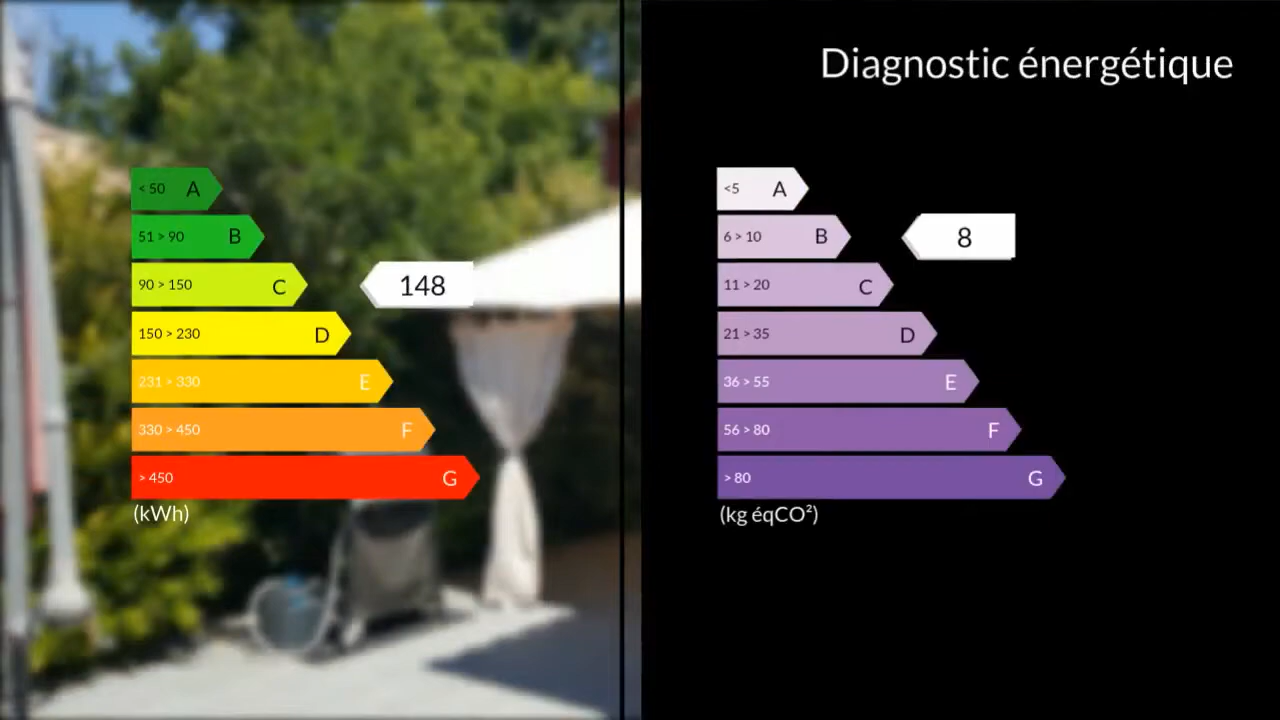 Diagnostic énergétique
< 50 A
51 > 90 B
90 > 150 C
148
150 > 230 D
231 > 330 E
330 > 450 F
> 450 G
(kWh)
<5 A
6 > 10 B
8
11 > 20 C
21 > 35 D
36 > 55 E
56 > 80 F
> 80 G
(kg éqCO²)